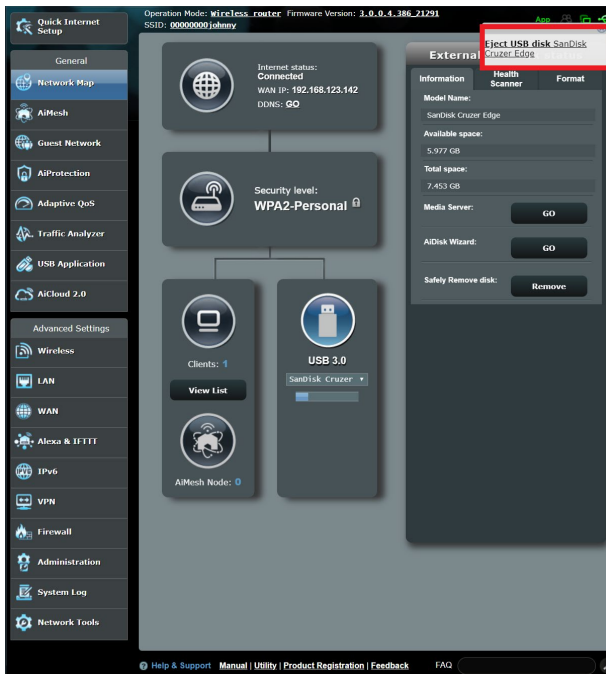 Quick Internet
Setup
General
Network Map
AiMesh
Guest Network
AiProtection
Adaptive QoS
Traffic Analyzer
USB Application
AiCloud 2.0
Advanced Settings
Wireless
LAN
WAN
Alexa & IFTTT
IPv6
VPN
Firewall
Administration
System Log
Network Tools
Operation Mode: Wireless router Firmware Version: 3.0.0.4.386_21291
SSID: 00000000johnny
App
Eject USB disk SanDisk
Cruzer Edge
Internet status:
Connected
WAN IP: 192.168.123.142
DDNS: GO
Security level:
WPA2-Personal
Clients: 1
View List
AiMesh Node: 0
USB 3.0
SanDisk Cruzer
External
Information
Health
Scanner
Format
Model Name:
SanDisk Cruzer Edge
Available space:
5.977 GB
Total space:
7.453 GB
Media Server:
GO
AiDisk Wizard:
GO
Safely Remove
disk:
Remove
Help & Support Manual | Utility | Product Registration | Feedback
FAQ